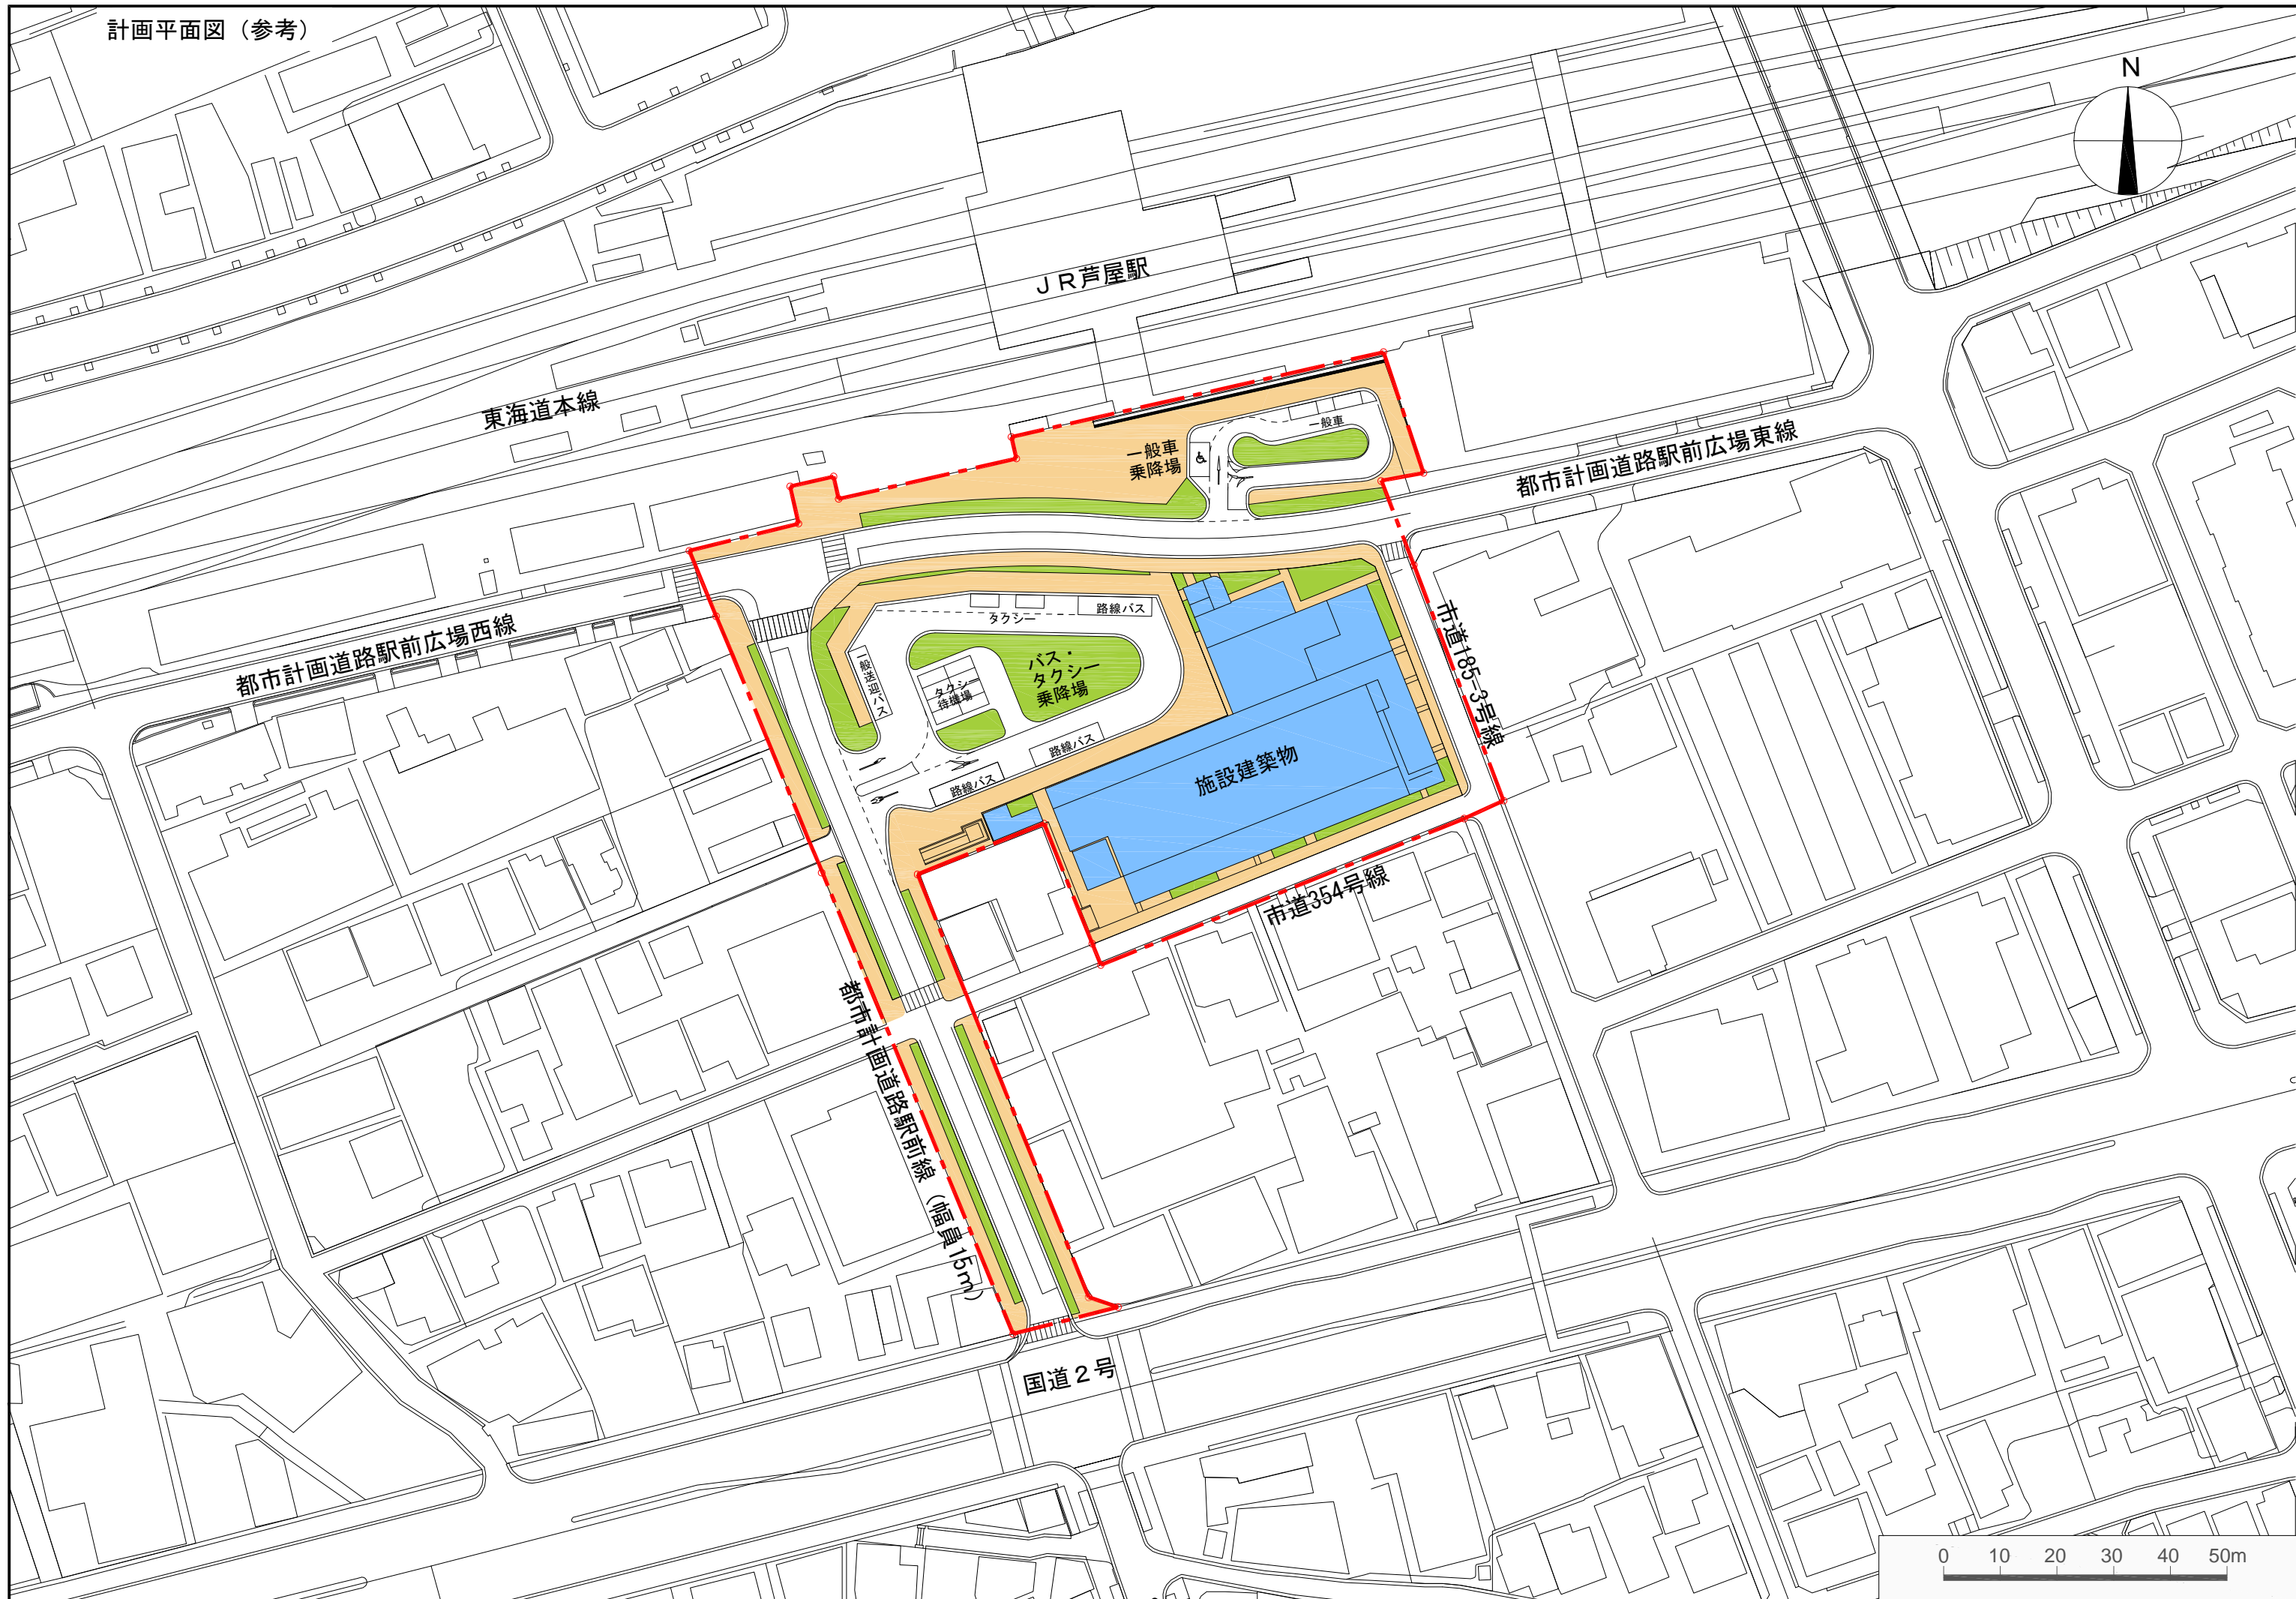 計画平面図（参考）
N
ＪＲ芦屋駅
東海道本線
一般車
一般車
乗降場
都市計画道路駅前広場東線
都市計画道路駅前広場西線
路線バス
タクシー
一般送迎バス
バス・
タクシー
乗降場
タクシー
待機場
路線バス
路線バス
施設建築物
市道185-3号線
市道354号線
都市計画道路駅前線（幅員15m）
国道２号
0 10 20 30 40 50m